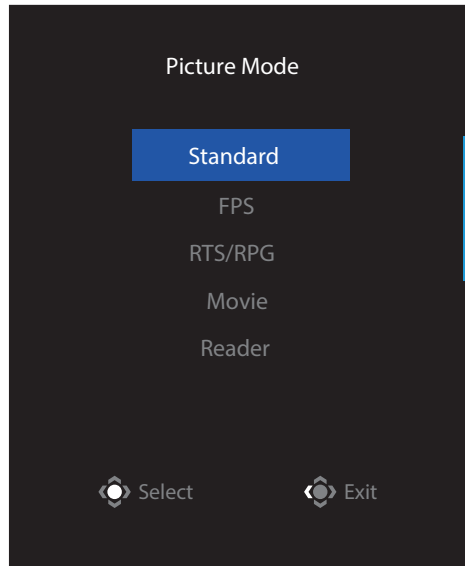 Picture Mode
Standard
FPS
RTS/RPG
Movie
Reader
Select Exit